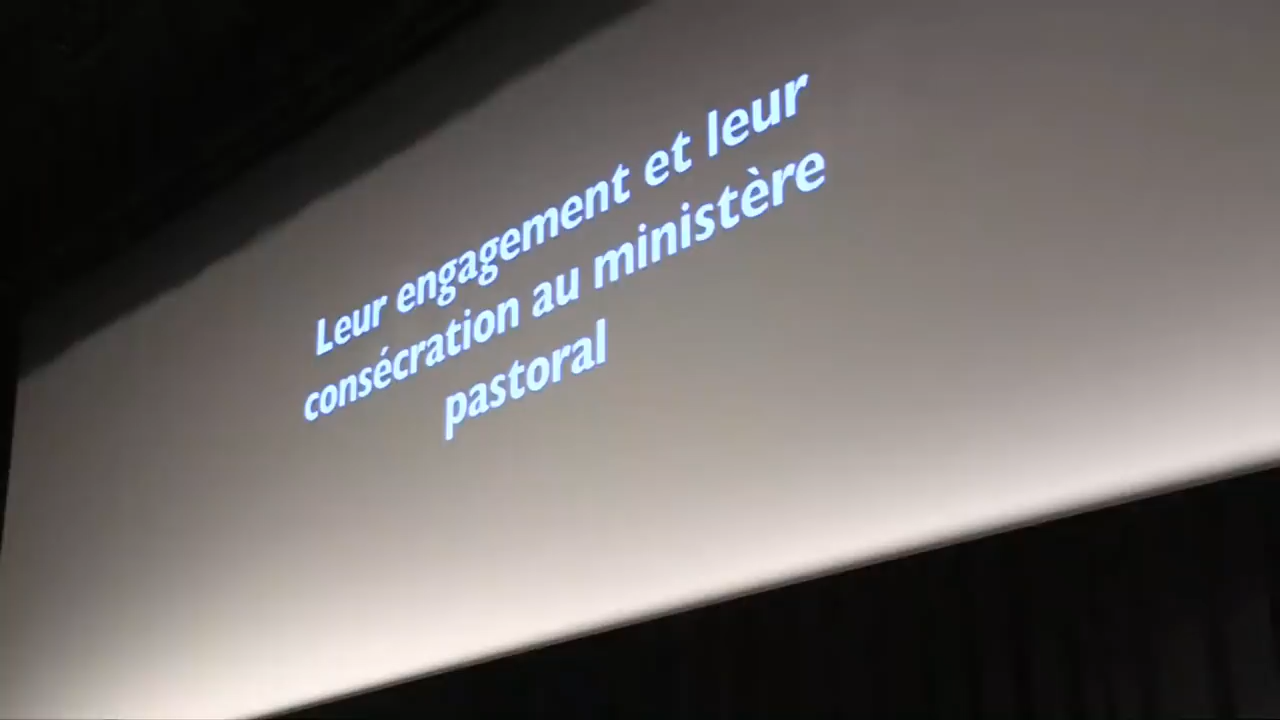 Leur engagement et leur
consécration au ministère
pastoral